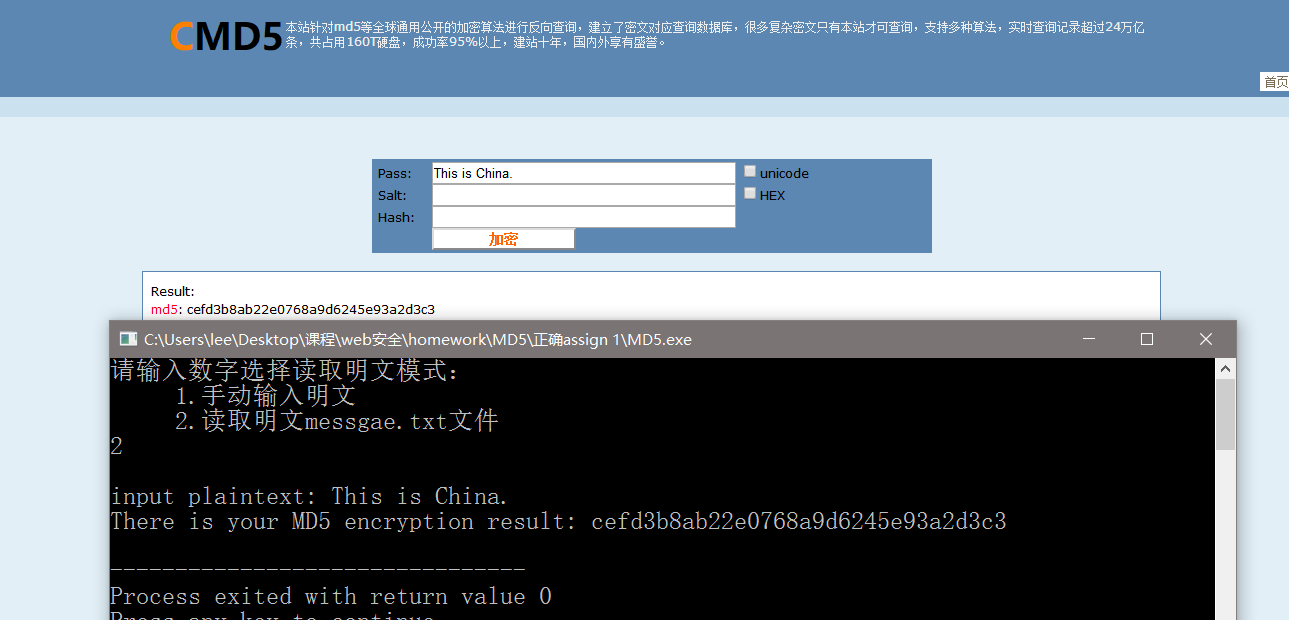 CMD5
本站针对md5等全球通用公开的加密算法进行反向查询，建立了密文对应查询数据库，很多复杂密文只有本站才可查询，支持多种算法，实时查询记录超过24万亿
条，共占用160T硬盘，成功率95%以上，建站十年，国内外享有盛誉。
首页
Pass: This is China. unicode
Salt: HEX
Hash:
加密
Result:
md5: cefd3b8ab22e0768a9d6245e93a2d3c3
C:\Users\lee\Desktop\课程\web安全\homework\MD5\正确assign 1\MD5.exe
请输入数字选择读取明文模式：
1.手动输入明文
2.读取明文messgae.txt文件
2
input plaintext: This is China.
There is your MD5 encryption result: cefd3b8ab22e0768a9d6245e93a2d3c3
--------------------------------
Process exited with return value 0
Press any key to continue